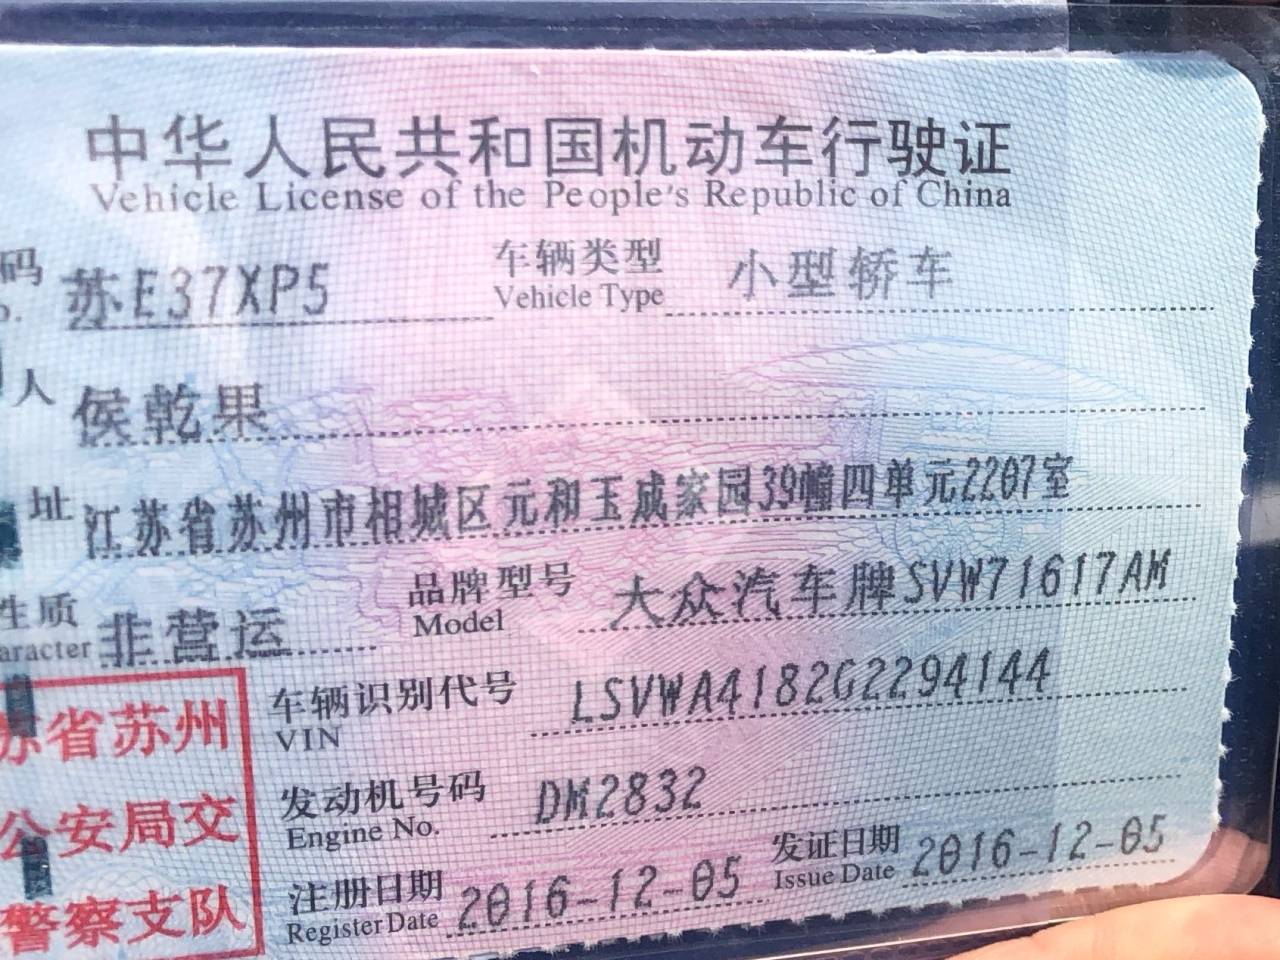 中华人民共和国机动车行驶证
Vehicle License of the People's Republic of China
码 苏E37XP5 车辆类型 小型轿车
o. Vehicle Type
人 侯乾果
址 江苏省苏州市相城区元和玉成家园39幢四单元2207室
性质 非营运 品牌型号 大众汽车牌SVW71617AM
aracter Model
车辆识别代号 LSVWA4182G2294144
VIN
苏省苏州
发动机号码 DM2832
Engine No.
公安局交
注册日期 2016-12-05 发证日期 2016-12-05
Register Date Issue Date
警察支队